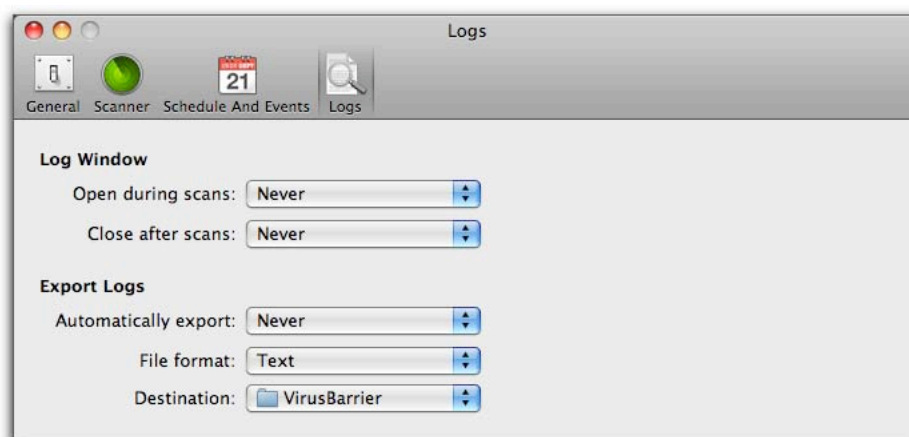 Logs
21
General Scanner Schedule And Events Logs
Log Window
Open during scans: Never
Close after scans: Never
Export Logs
Automatically export: Never
File format: Text
Destination: VirusBarrier